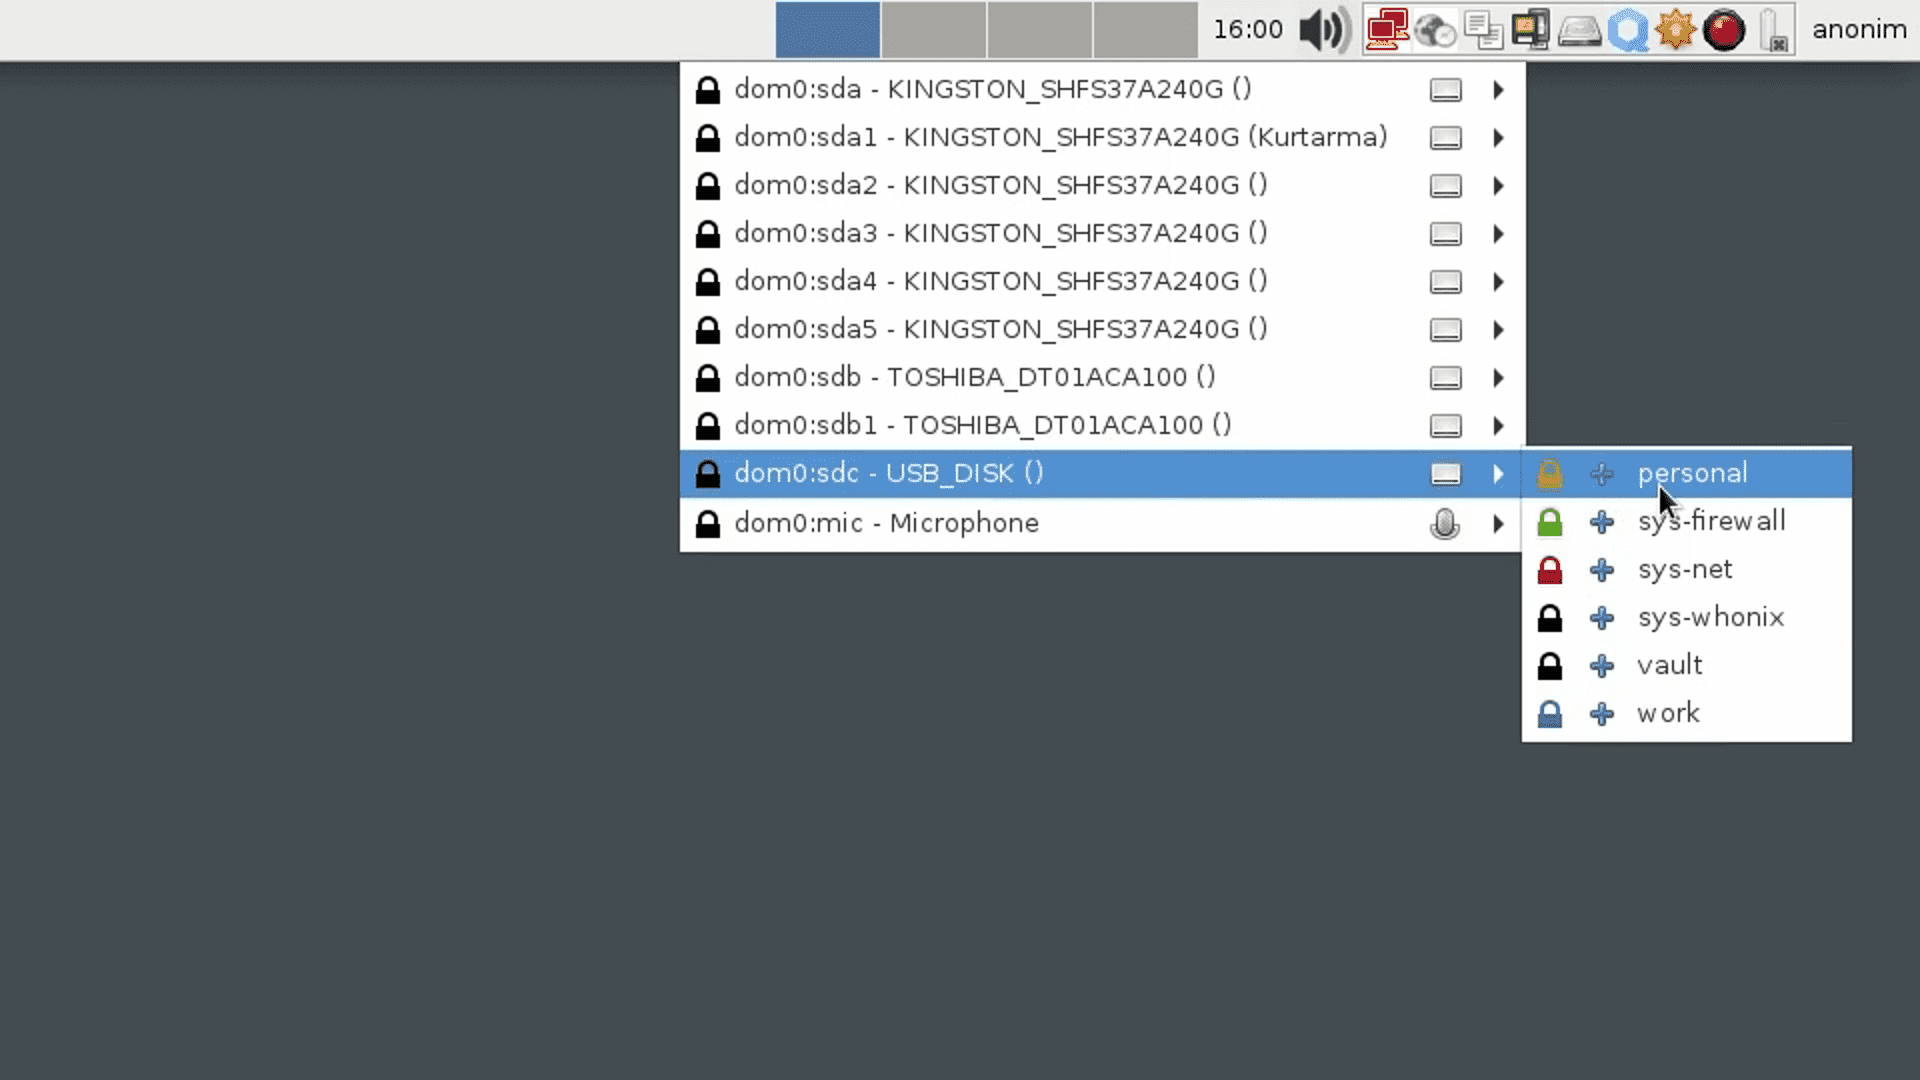 16:00 anonim
dom0:sda - KINGSTON_SHFS37A240G ()
dom0:sda1 - KINGSTON_SHFS37A240G (Kurtarma)
dom0:sda2 - KINGSTON_SHFS37A240G ()
dom0:sda3 - KINGSTON_SHFS37A240G ()
dom0:sda4 - KINGSTON_SHFS37A240G ()
dom0:sda5 - KINGSTON_SHFS37A240G ()
dom0:sdb - TOSHIBA_DT01ACA100 ()
dom0:sdb1 - TOSHIBA_DT01ACA100 ()
dom0:sdc - USB_DISK ()
dom0:mic - Microphone
personal
sys-firewall
sys-net
sys-whonix
vault
work